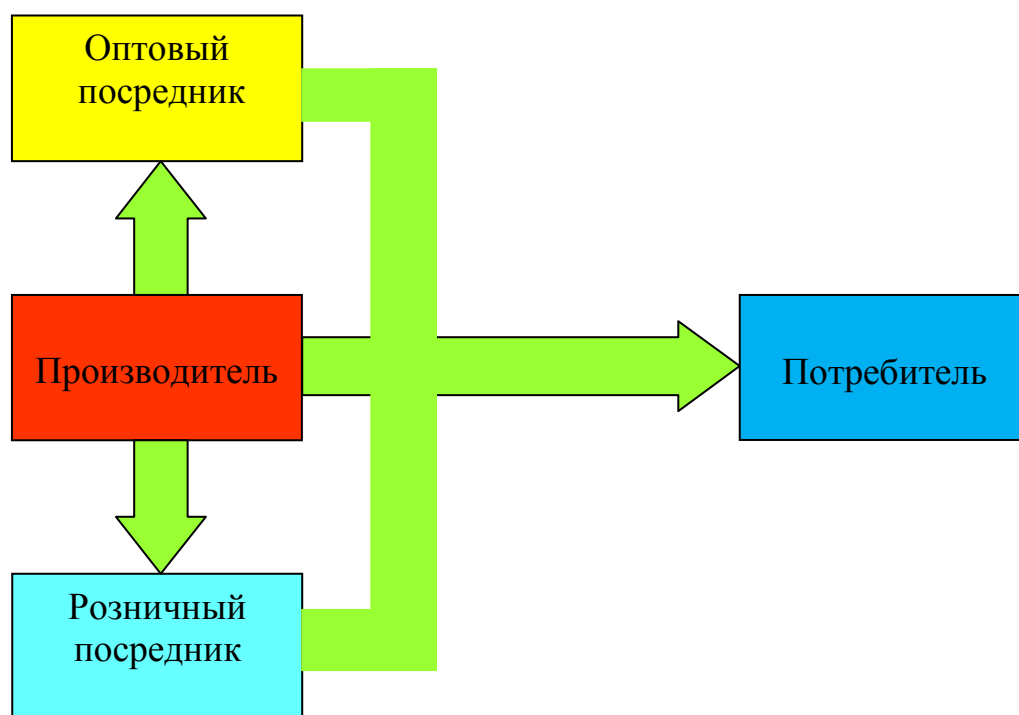 Оптовый
посредник
Производитель
Потребитель
Розничный
посредник